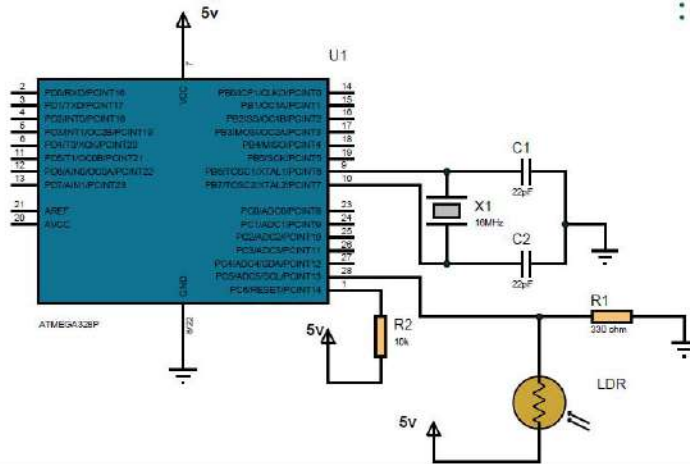 5v
U1
7
VCC
2 PD0/RXD/PCINT16
3 PD1/TXD/PCINT17
4 PD2/INT0/PCINT18
5 PD3/INT1/OC2B/PCINT19
6 PD4/T0/XCK/PCINT20
11 PD5/T1/OC0B/PCINT21
12 PD6/AIN0/OC0A/PCINT22
13 PD7/AIN1/PCINT23
21 AREF
20 AVCC
PB0/ICP1/CLKO/PCINT0 14
PB1/OC1A/PCINT1 15
PB2/SS/OC1B/PCINT2 16
PB3/MOSI/OC2A/PCINT3 17
PB4/MISO/PCINT4 18
PB5/SCK/PCINT5 19
PB6/TOSC1/XTAL1/PCINT6 9
PB7/TOSC2/XTAL2/PCINT7 10
PC0/ADC0/PCINT8 23
PC1/ADC1/PCINT9 24
PC2/ADC2/PCINT10 25
PC3/ADC3/PCINT11 26
PC4/ADC4/SDA/PCINT12 27
PC5/ADC5/SCL/PCINT13 28
PC6/RESET/PCINT14 1
GND
8/22
ATMEGA328P
C1
22pF
X1
16MHz
C2
22pF
R1
330 ohm
5v
R2
10k
LDR
5v